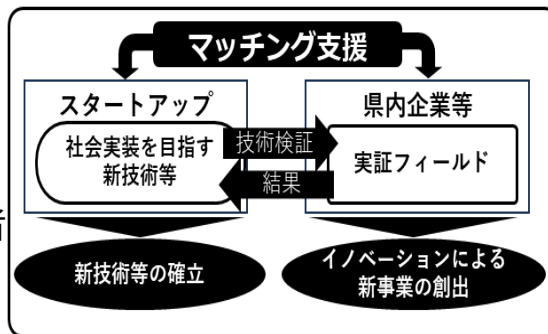 マッチング支援
スタートアップ
県内企業等
社会実装を目指す
新技術等
技術検証
結果
実証フィールド
者
新技術等の確立
イノベーションによる
新事業の創出